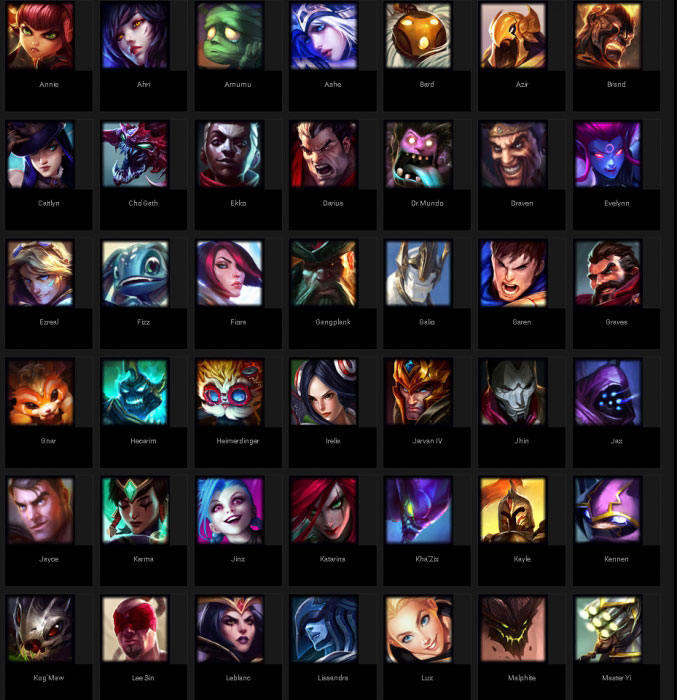 Annie
Ahri
Amumu
Ashe
Bard
Azir
Brand
Caitlyn
Cho'Gath
Ekko
Darius
Dr.Mundo
Draven
Evelynn
Ezreal
Fizz
Fiora
Gangplank
Galio
Garen
Graves
Gnar
Hecarim
Heimerdinger
Irelia
Jarvan IV
Jhin
Jax
Jayce
Karma
Jinx
Katarina
Kha'Zix
Kayle
Kennen
Kog'Maw
Lee Sin
Leblanc
Lissandra
Lux
Malphite
Master Yi